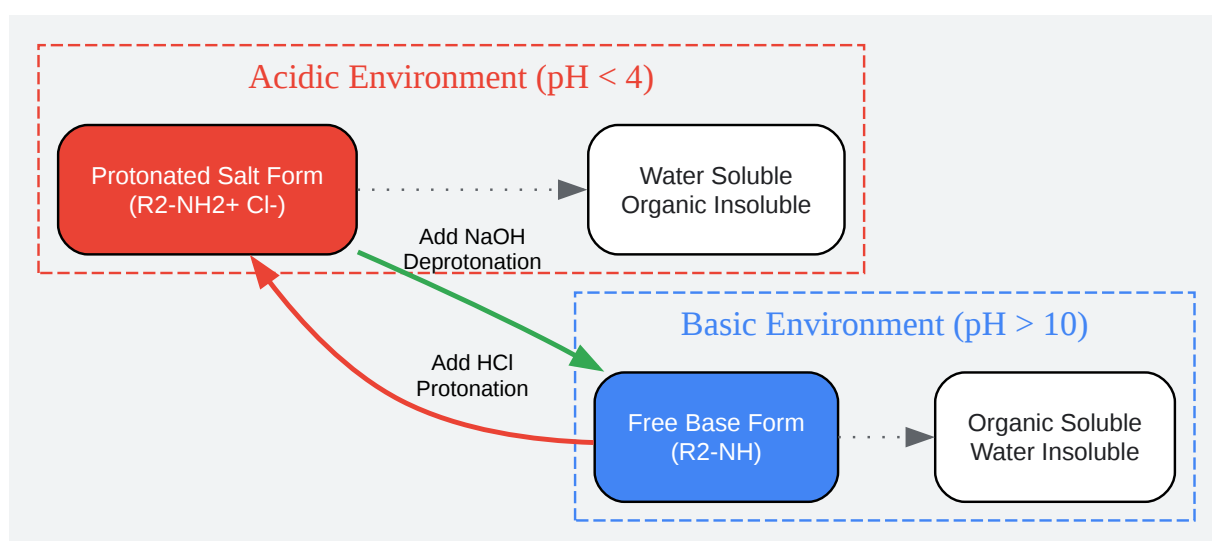 Acidic Environment (pH < 4)
Protonated Salt Form
(R2-NH2+ Cl-)
Water Soluble
Organic Insoluble
Add NaOH
Deprotonation
Basic Environment (pH > 10)
Add HCl
Protonation
Free Base Form
(R2-NH)
Organic Soluble
Water Insoluble